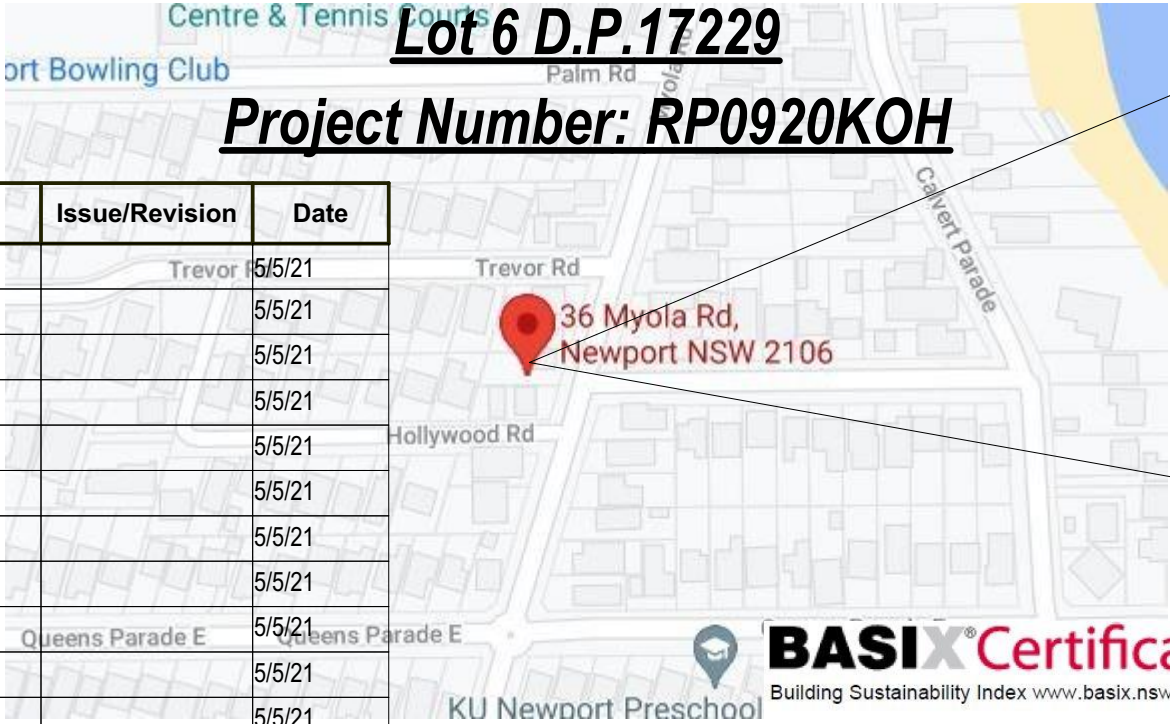 Centre & Tennis Courts
Lot 6 D.P.17229
ort Bowling Club
Palm Rd
Project Number: RP0920KOH
Calvert Parade
Issue/Revision Date
Trevor 5/5/21
Trevor Rd
5/5/21
36 Myola Rd,
Newport NSW 2106
5/5/21
5/5/21
Hollywood Rd
5/5/21
5/5/21
5/5/21
5/5/21
Queens Parade E 5/5/21 Queens Parade E
5/5/21
5/5/21
KU Newport Preschool
BASIX® Certifica
Building Sustainability Index www.basix.nsw